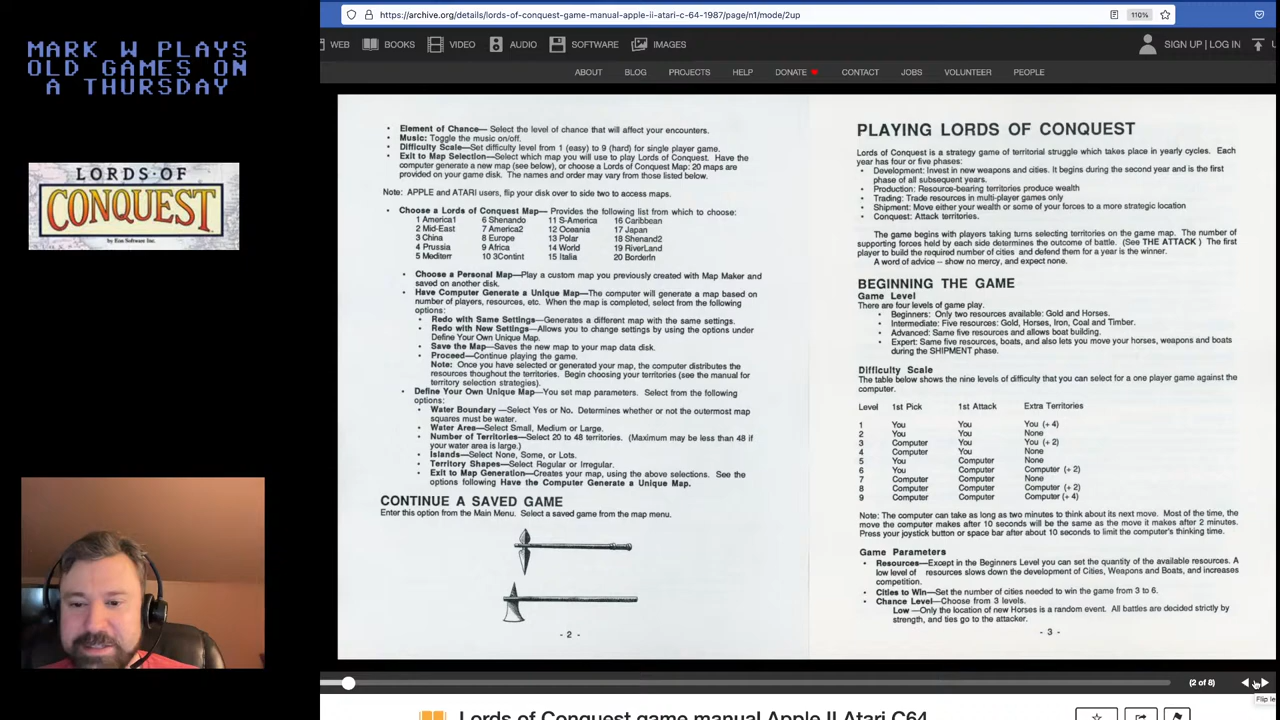 https://archive.org/details/lords-of-conquest-game-manual-apple-ii-atari-c-64-1987/page/n1/mode/2up
110%
MARK W PLAYS
OLD GAMES ON
A THURSDAY
WEB
BOOKS
VIDEO
AUDIO
SOFTWARE
IMAGES
SIGN UP | LOG IN
ABOUT
BLOG
PROJECTS
HELP
DONATE
CONTACT
JOBS
VOLUNTEER
PEOPLE
LORDS OF
CONQUEST
by Eon Software Inc.
• Element of Chance— Select the level of chance that will affect your encounters.
• Music: Toggle the music on/off.
• Difficulty Scale— Set difficulty level from 1 (easy) to 9 (hard) for single player game.
• Exit to Map Selection—Select which map you will use to play Lords of Conquest. Have the
computer generate a new map (see below), or choose a Lords of Conquest Map: 20 maps are
provided on your game disk. The names and order may vary from those listed below.
Note: APPLE and ATARI users, flip your disk over to side two to access maps.
• Choose a Lords of Conquest Map— Provides the following list from which to choose:
1 America1 6 Shenando 11 S-America 16 Caribbean
2 Mid-East 7 America2 12 Oceania 17 Japan
3 China 8 Europe 13 Polar 18 Shenand2
4 Prussia 9 Africa 14 World 19 RiverLand
5 Mediterr 10 3Contint 15 Italia 20 BorderIn
• Choose a Personal Map—Play a custom map you previously created with Map Maker and
saved on another disk.
• Have Computer Generate a Unique Map—The computer will generate a map based on
number of players, resources, etc. When the map is completed, select from the following
options:
• Redo with Same Settings—Generates a different map with the same settings.
• Redo with New Settings—Allows you to change settings by using the options under
Define Your Own Unique Map.
• Save the Map—Saves the new map to your map data disk.
• Proceed—Continue playing the game.
Note: Once you have selected or generated your map, the computer distributes the
resources thoughout the territories. Begin choosing your territories (see the manual for
territory selection strategies).
• Define Your Own Unique Map—You set map parameters. Select from the following
options:
• Water Boundary—Select Yes or No. Determines whether or not the outermost map
squares must be water.
• Water Area—Select Small, Medium or Large.
• Number of Territories—Select 20 to 48 territories. (Maximum may be less than 48 if
your water area is large.)
• Islands—Select None, Some, or Lots.
• Territory Shapes—Select Regular or Irregular.
• Exit to Map Generation—Creates your map, using the above selections. See the
options following Have the Computer Generate a Unique Map.
CONTINUE A SAVED GAME
Enter this option from the Main Menu. Select a saved game from the map menu.
- 2 -
PLAYING LORDS OF CONQUEST
Lords of Conquest is a strategy game of territorial struggle which takes place in yearly cycles. Each
year has four or five phases:
• Development: Invest in new weapons and cities. It begins during the second year and is the first
phase of all subsequent years.
• Production: Resource-bearing territories produce wealth
• Trading: Trade resources in multi-player games only
• Shipment: Move either your wealth or some of your forces to a more strategic location
• Conquest: Attack territories.
The game begins with players taking turns selecting territories on the game map. The number of
supporting forces held by each side determines the outcome of battle. (See THE ATTACK) The first
player to build the required number of cities and defend them for a year is the winner.
A word of advice -- show no mercy, and expect none.
BEGINNING THE GAME
Game Level
There are four levels of game play.
• Beginners: Only two resources available: Gold and Horses.
• Intermediate: Five resources: Gold, Horses, Iron, Coal and Timber.
• Advanced: Same five resources and allows boat building.
• Expert: Same five resources, boats, and also lets you move your horses, weapons and boats
during the SHIPMENT phase.
Difficulty Scale
The table below shows the nine levels of difficulty that you can select for a one player game against the
computer.
Level 1st Pick 1st Attack Extra Territories
1 You You You (+ 4)
2 You You None
3 Computer You You (+ 2)
4 Computer You None
5 You Computer None
6 You Computer Computer (+ 2)
7 Computer Computer None
8 Computer Computer Computer (+ 2)
9 Computer Computer Computer (+ 4)
Note: The computer can take as long as two minutes to think about its next move. Most of the time, the
move the computer makes after 10 seconds will be the same as the move it makes after 2 minutes.
Press your joystick button or space bar after about 10 seconds to limit the computer's thinking time.
Game Parameters
• Resources—Except in the Beginners Level you can set the quantity of the available resources. A
low level of resources slows down the development of Cities, Weapons and Boats, and increases
competition.
• Cities to Win—Set the number of cities needed to win the game from 3 to 6.
• Chance Level—Choose from 3 levels.
Low —Only the location of new Horses is a random event. All battles are decided strictly by
strength, and ties go to the attacker.
- 3 -
(2 of 8)
Flip le
Lords of Conquest game manual Apple II Atari C64